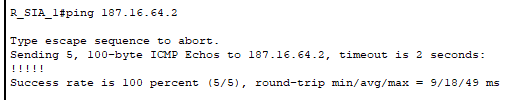 R_SIA_1#ping 187.16.64.2
Type escape sequence to abort.
Sending 5, 100-byte ICMP Echos to 187.16.64.2, timeout is 2 seconds:
!!!!!
Success rate is 100 percent (5/5), round-trip min/avg/max = 9/18/49 ms